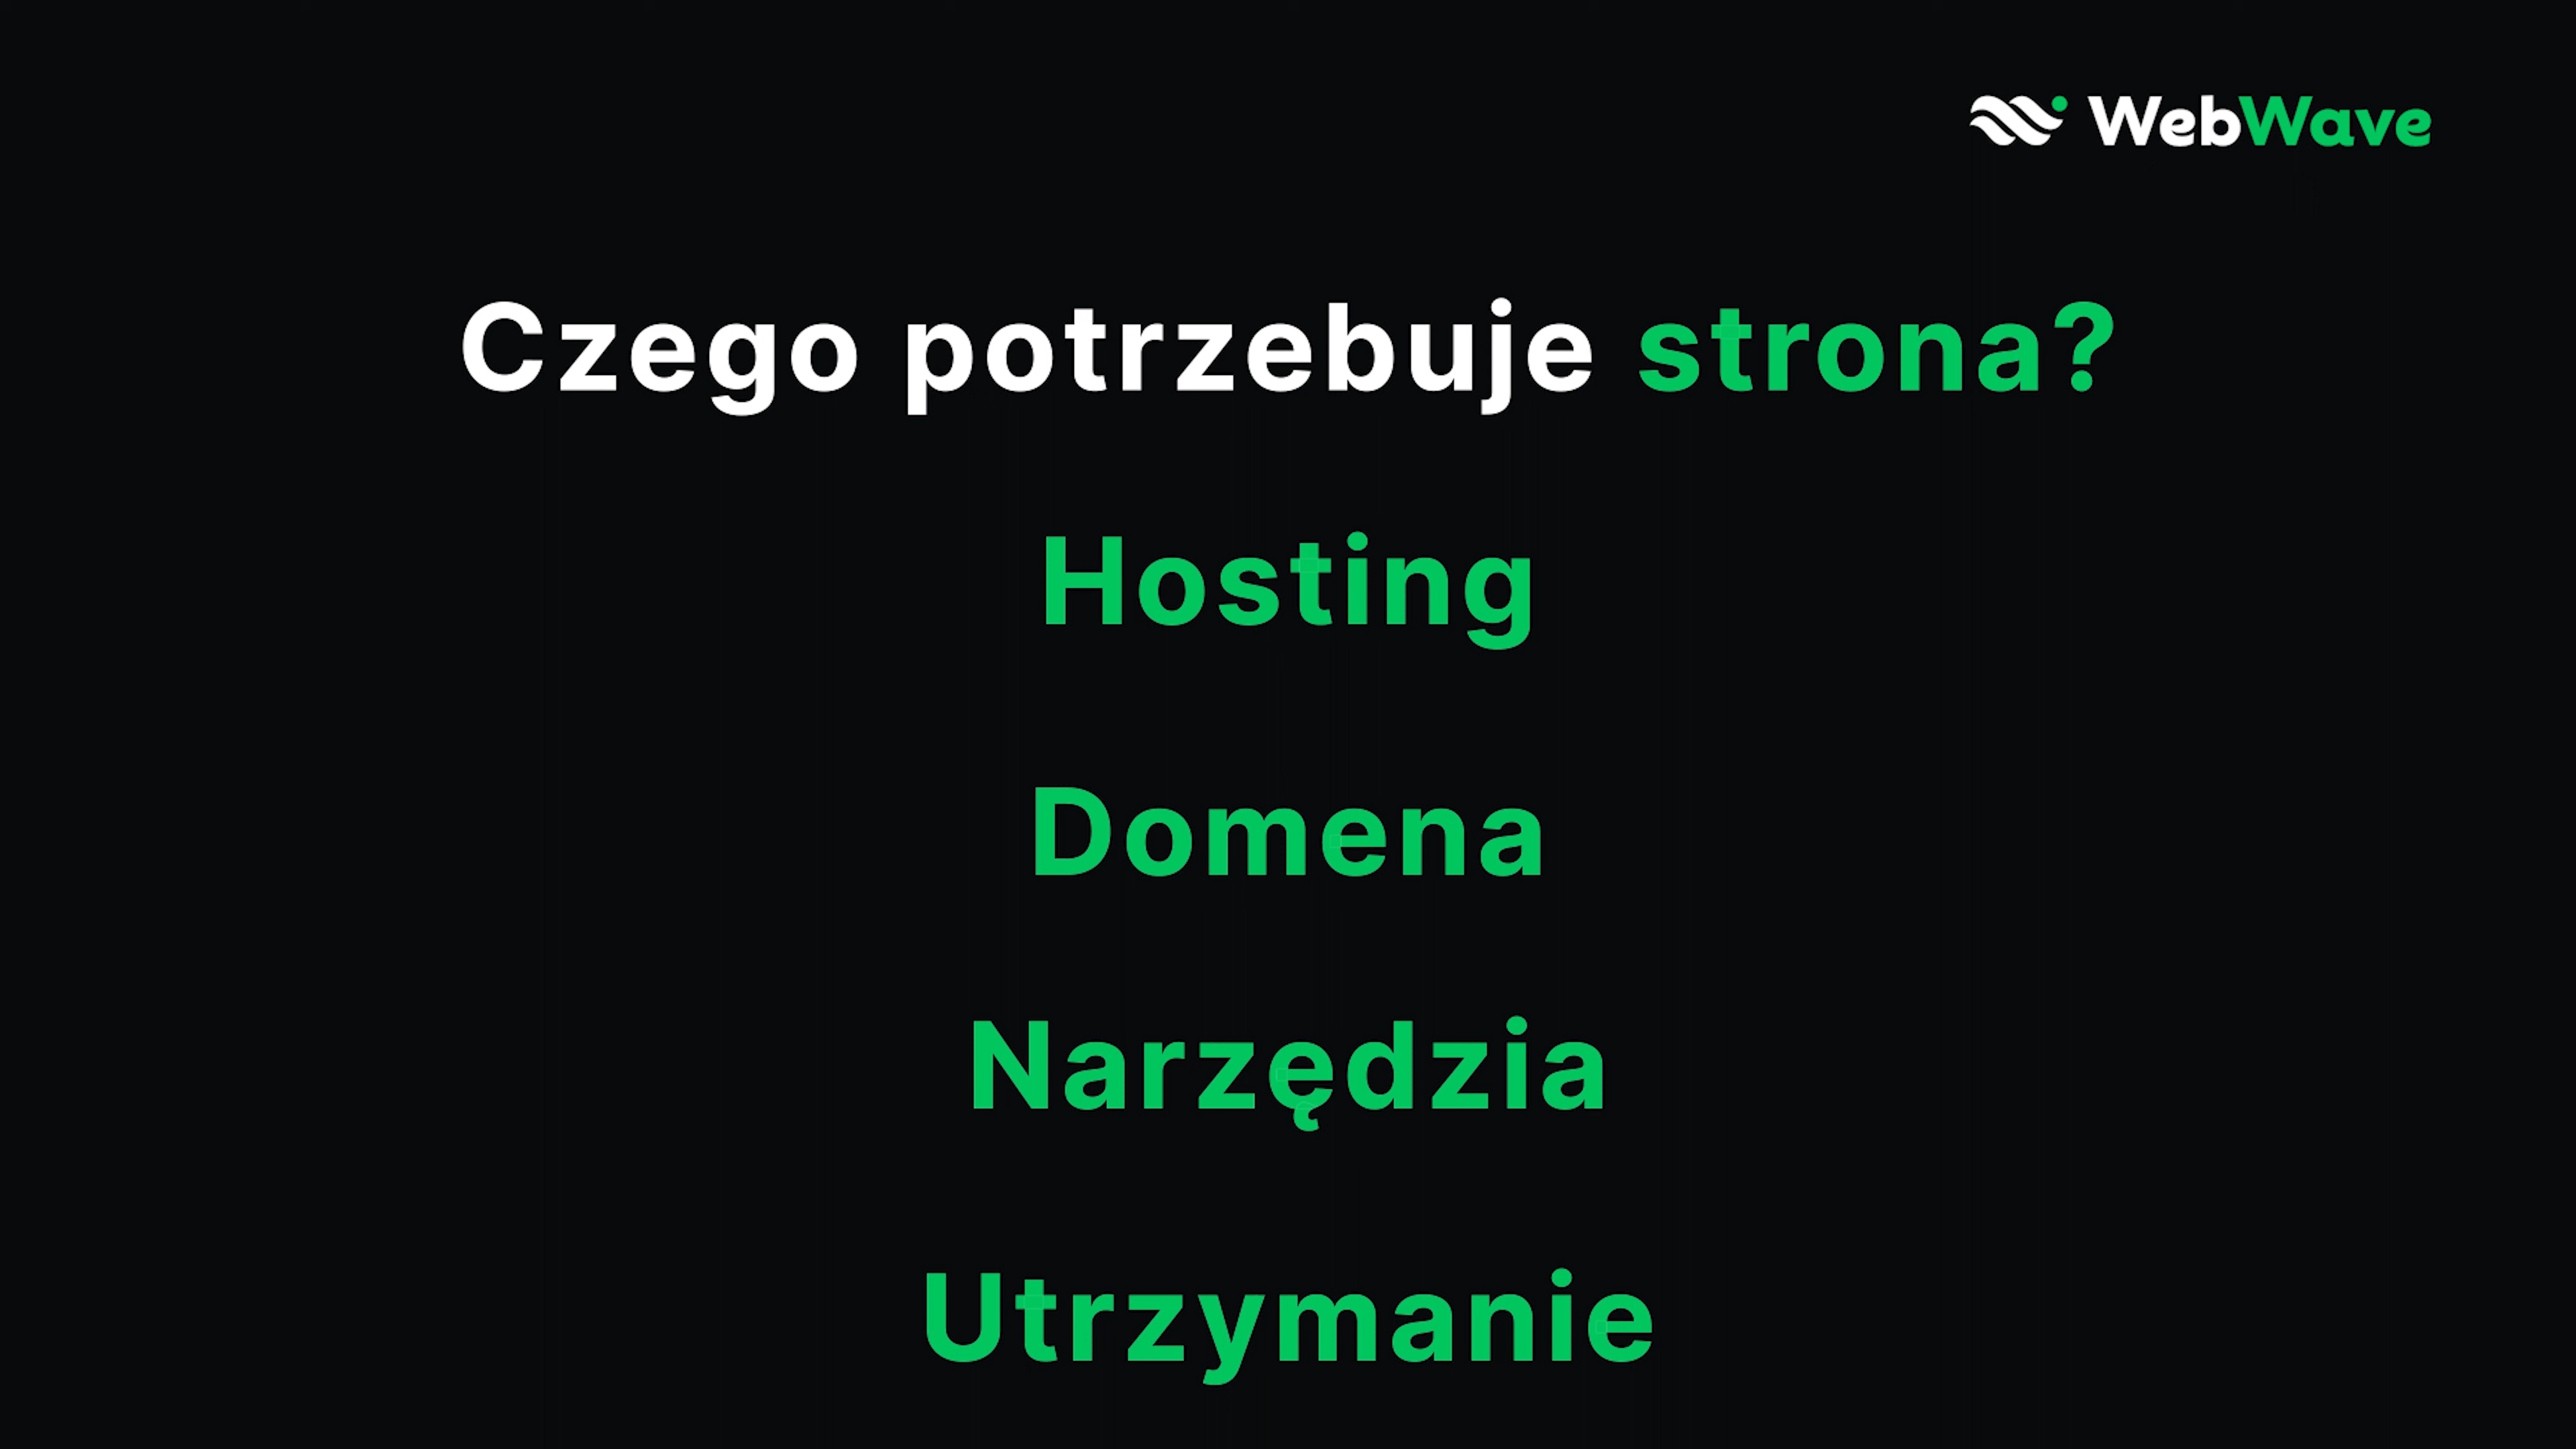 WebWave
Czego potrzebuje strona?
Hosting
Domena
Narzędzia
Utrzymanie